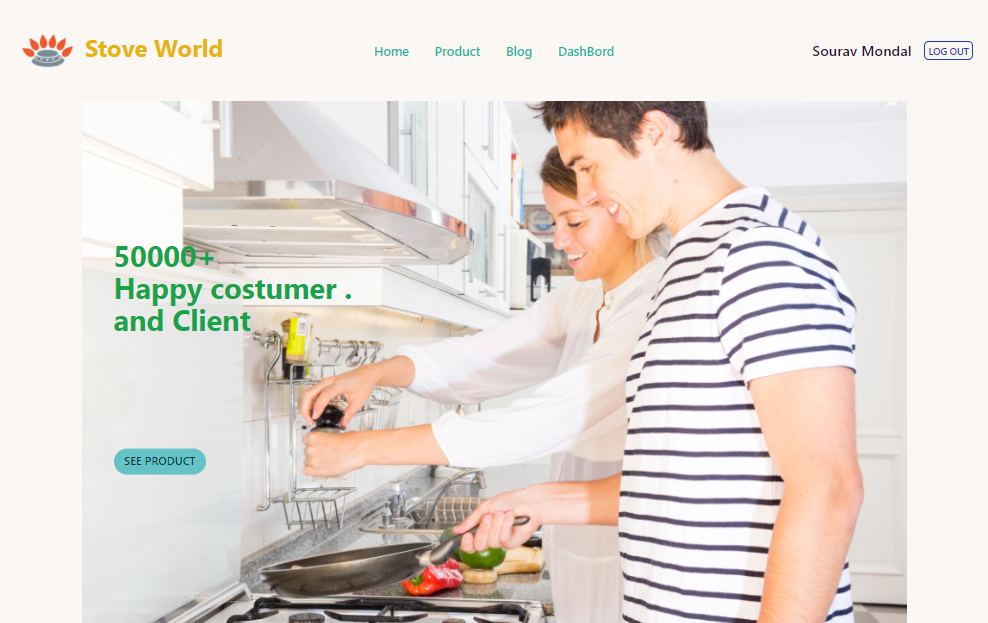 Stove World
Home
Product
Blog
DashBord
Sourav Mondal
LOG OUT
50000+
Happy costumer .
and Client
SEE PRODUCT